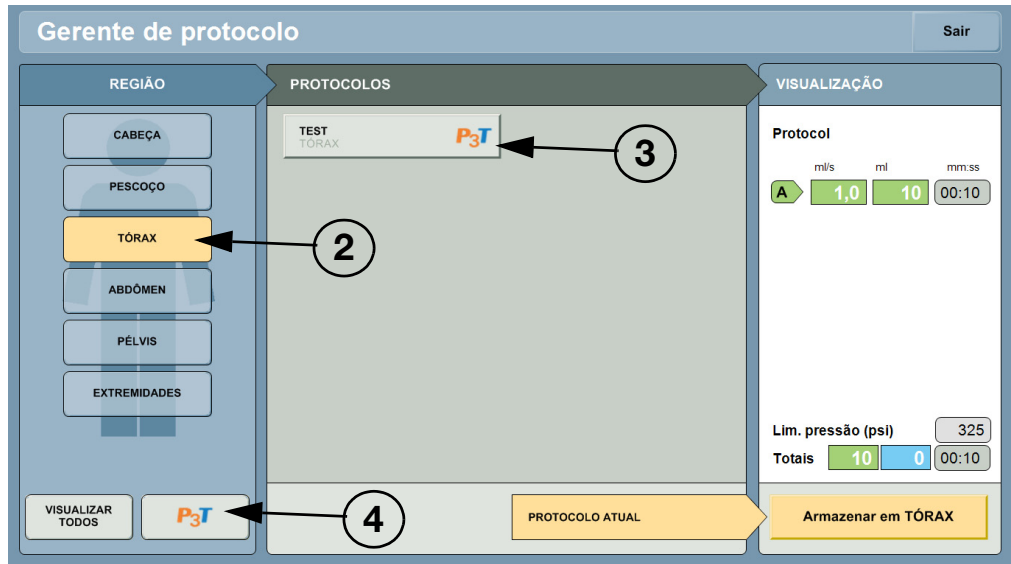 Gerente de protocolo
Sair
REGIÃO
CABEÇA
PESCOÇO
TÓRAX
ABDÔMEN
PÉLVIS
EXTREMIDADES
VISUALIZAR
TODOS
P3T
PROTOCOLOS
TEST
TÓRAX
P3T
2
3
4
PROTOCOLO ATUAL
VISUALIZAÇÃO
Protocol
ml/s ml mm:ss
A 1,0 10 00:10
Lim. pressão (psi) 325
Totais 10 0 00:10
Armazenar em TÓRAX